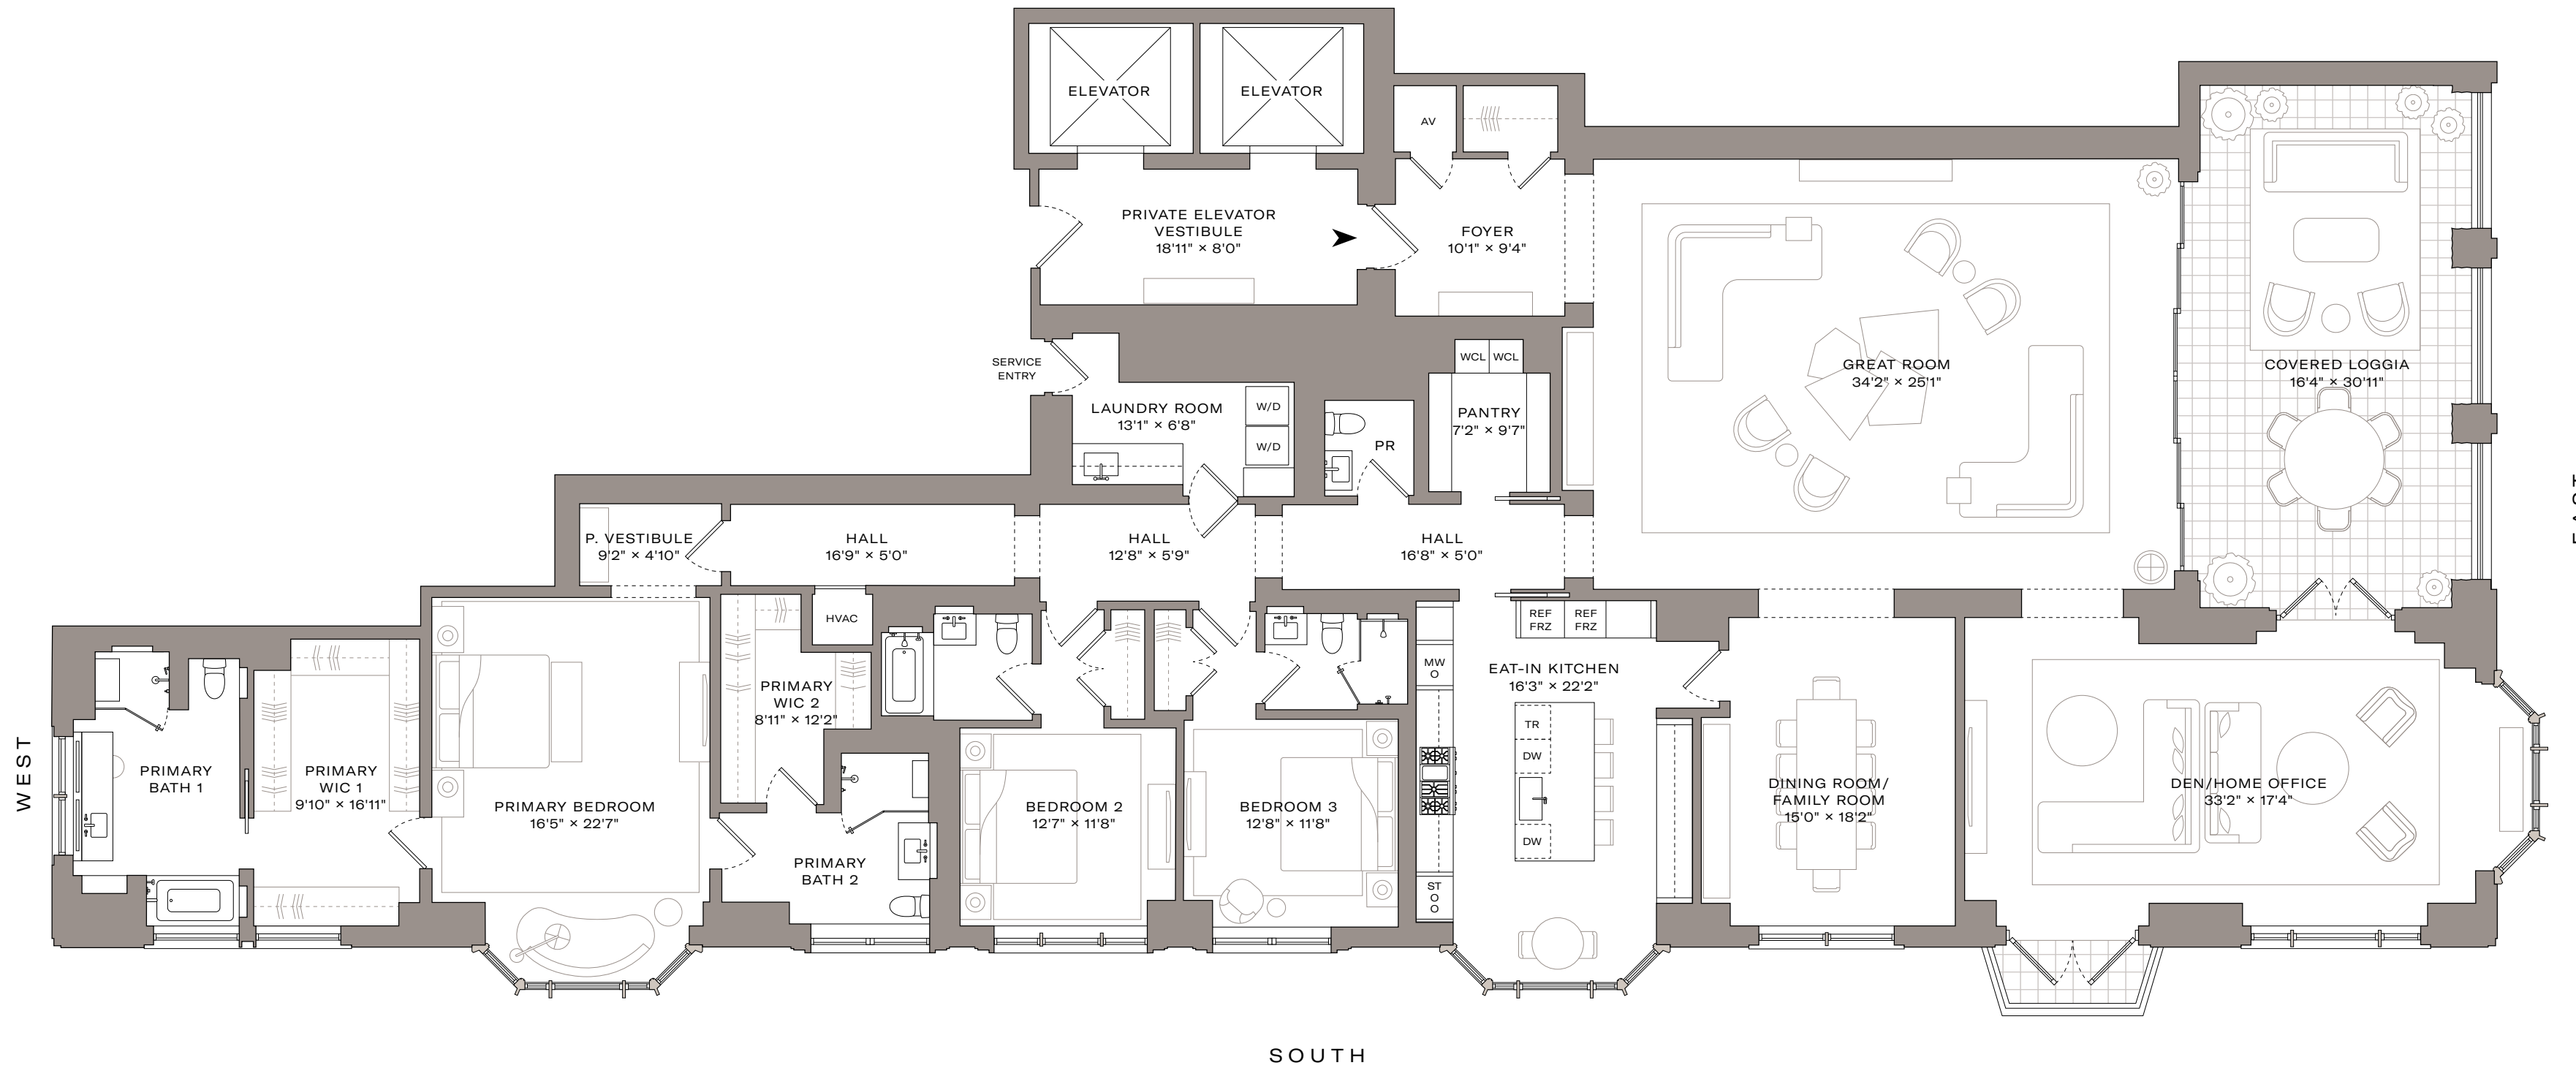 ELEVATOR
ELEVATOR
AV
PRIVATE ELEVATOR
VESTIBULE
18'11" × 8'0"
FOYER
10'1" × 9'4"
SERVICE
ENTRY
LAUNDRY ROOM
13'1" × 6'8"
W/D
W/D
PR
WCL
WCL
PANTRY
7'2" × 9'7"
GREAT ROOM
34'2" × 25'1"
COVERED LOGGIA
16'4" × 30'11"
P. VESTIBULE
9'2" × 4'10"
HALL
16'9" × 5'0"
HALL
12'8" × 5'9"
HALL
16'8" × 5'0"
HVAC
REF
FRZ
REF
FRZ
MW
O
EAT-IN KITCHEN
16'3" × 22'2"
TR
DW
DW
ST
O
O
WEST
PRIMARY
BATH 1
PRIMARY
WIC 1
9'10" × 16'11"
PRIMARY BEDROOM
16'5" × 22'7"
PRIMARY
WIC 2
8'11" × 12'2"
PRIMARY
BATH 2
BEDROOM 2
12'7" × 11'8"
BEDROOM 3
12'8" × 11'8"
DINING ROOM/
FAMILY ROOM
15'0" × 18'2"
DEN/HOME OFFICE
33'2" × 17'4"
SOUTH